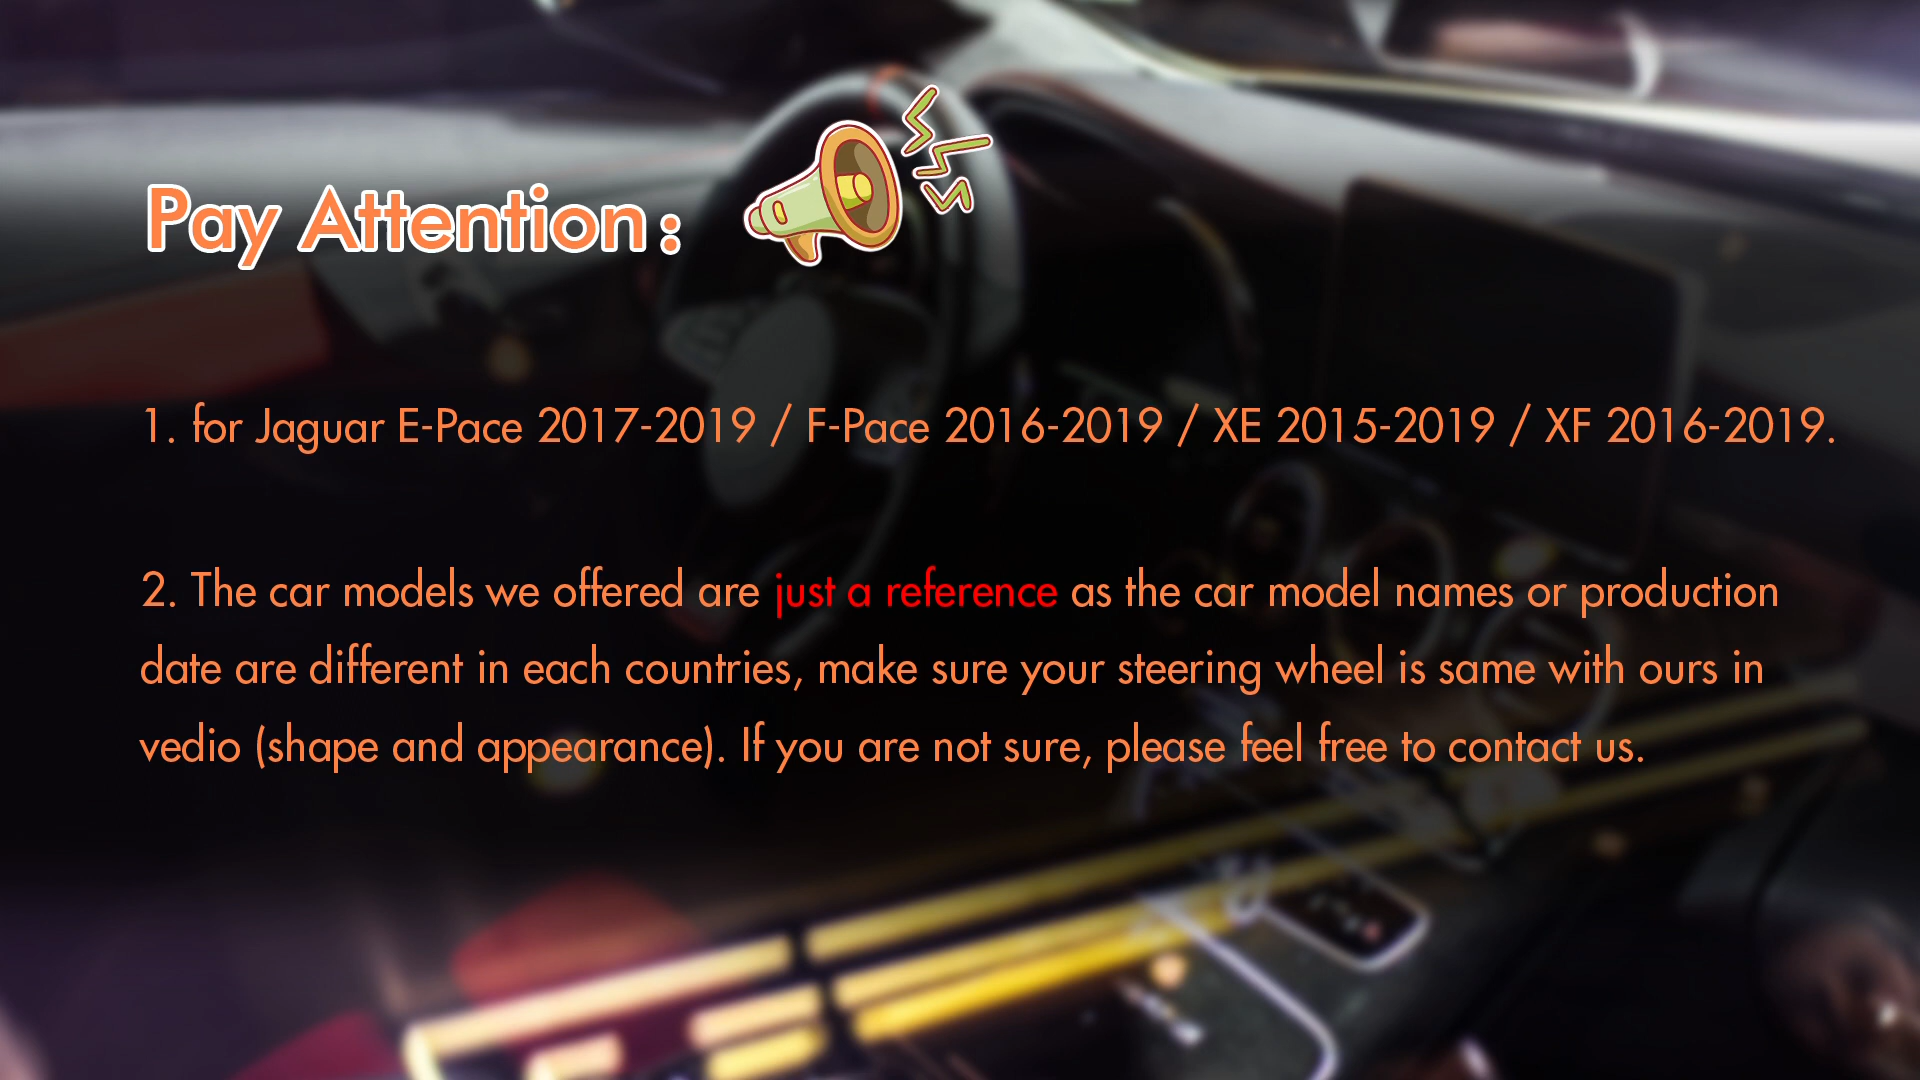 Pay Attention：
1. for Jaguar E-Pace 2017-2019 / F-Pace 2016-2019 / XE 2015-2019 / XF 2016-2019.
2. The car models we offered are just a reference as the car model names or production
date are different in each countries, make sure your steering wheel is same with ours in
vedio (shape and appearance). If you are not sure, please feel free to contact us.